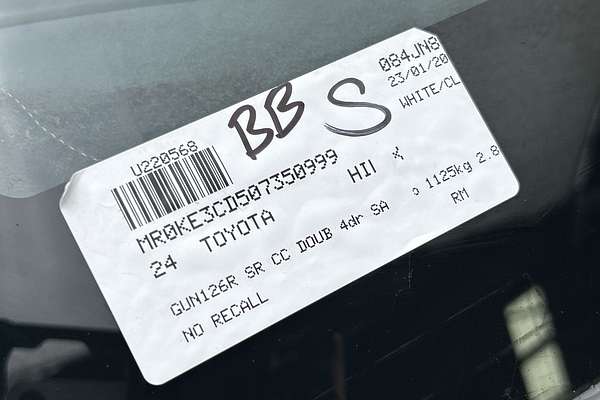 BB S
084JN8
23/01/20
WHITE/CL
U220568
MR0KE3CD507350999
24 TOYOTA HI
GUN126R SR CC DOUB 4dr SA 1125kg 2.8
NO RECALL RM